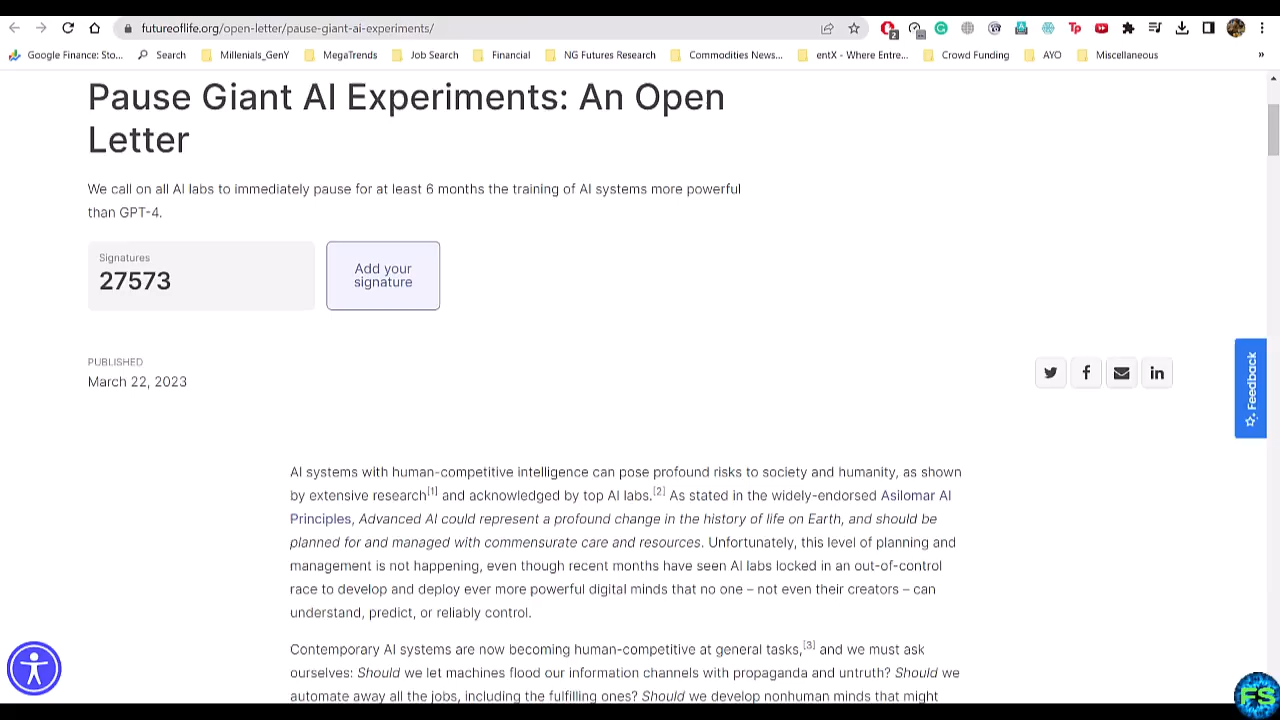 futureoflife.org/open-letter/pause-giant-ai-experiments/
2
Tp
Google Finance: Sto...
Search
Millenials_GenY
MegaTrends
Job Search
Financial
NG Futures Research
Commodities News...
entX - Where Entre...
Crowd Funding
AYO
Miscellaneous
»
Pause Giant AI Experiments: An Open
Letter
We call on all AI labs to immediately pause for at least 6 months the training of AI systems more powerful
than GPT-4.
Signatures
27573
Add your
signature
PUBLISHED
March 22, 2023
Feedback
AI systems with human-competitive intelligence can pose profound risks to society and humanity, as shown
by extensive research[1] and acknowledged by top AI labs.[2] As stated in the widely-endorsed Asilomar AI
Principles, Advanced AI could represent a profound change in the history of life on Earth, and should be
planned for and managed with commensurate care and resources. Unfortunately, this level of planning and
management is not happening, even though recent months have seen AI labs locked in an out-of-control
race to develop and deploy ever more powerful digital minds that no one – not even their creators – can
understand, predict, or reliably control.
Contemporary AI systems are now becoming human-competitive at general tasks,[3] and we must ask
ourselves: Should we let machines flood our information channels with propaganda and untruth? Should we
automate away all the jobs, including the fulfilling ones? Should we develop nonhuman minds that might
FS